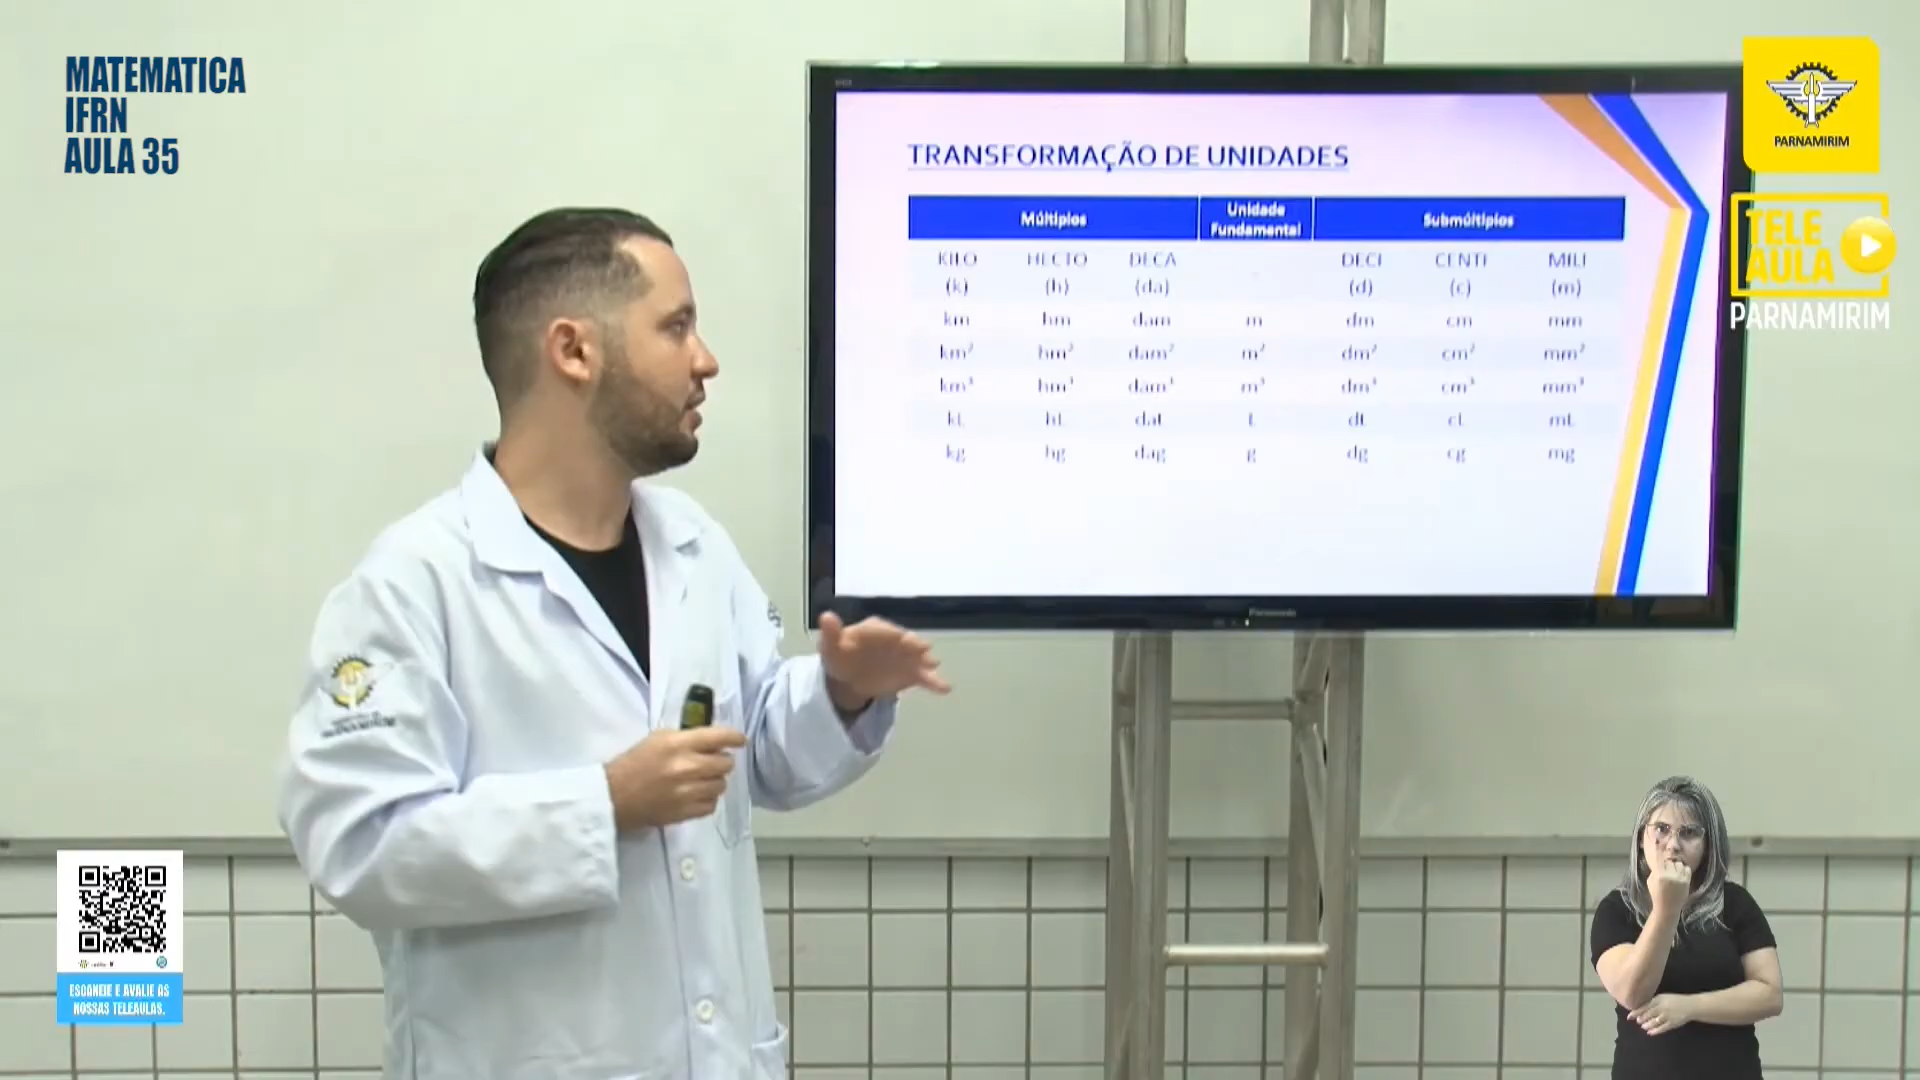 MATEMATICA
IFRN
AULA 35
TRANSFORMAÇÃO DE UNIDADES
Múltiplos Unidade Fundamental Submúltiplos
KILO HECTO DECA DECI CENTI MILI
(k) (h) (da) (d) (c) (m)
km hm dam m dm cm mm
km² hm² dam² m² dm² cm² mm²
km³ hm³ dam³ m³ dm³ cm³ mm³
kL hL daL L dL cL mL
kg hg dag g dg cg mg
Panasonic
PARNAMIRIM
TELE
AULA
PARNAMIRIM
PARNAMIRIM
ESCANEIE E AVALIE AS
NOSSAS TELEAULAS.